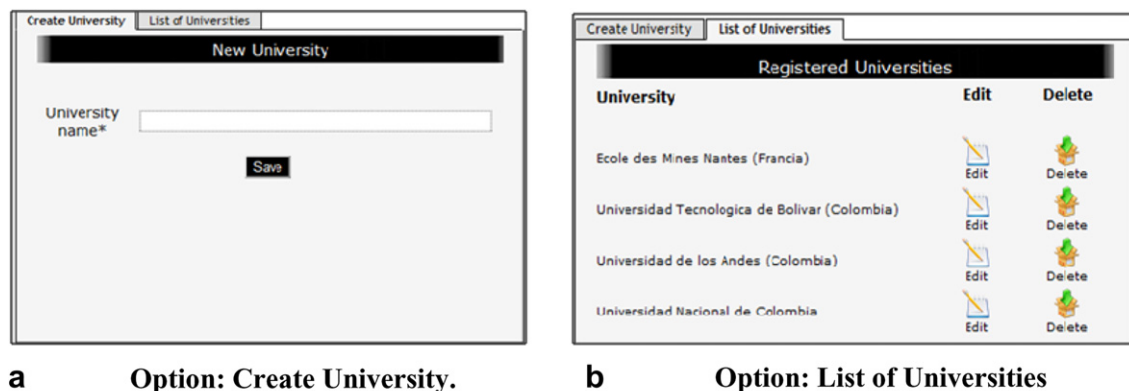 Create University List of Universities
New University
University
name*
Save
a Option: Create University.
Create University List of Universities
Registered Universities
University Edit Delete
Ecole des Mines Nantes (Francia)
Edit Delete
Universidad Tecnologica de Bolivar (Colombia)
Edit Delete
Universidad de los Andes (Colombia)
Edit Delete
Universidad Nacional de Colombia
Edit Delete
b Option: List of Universities